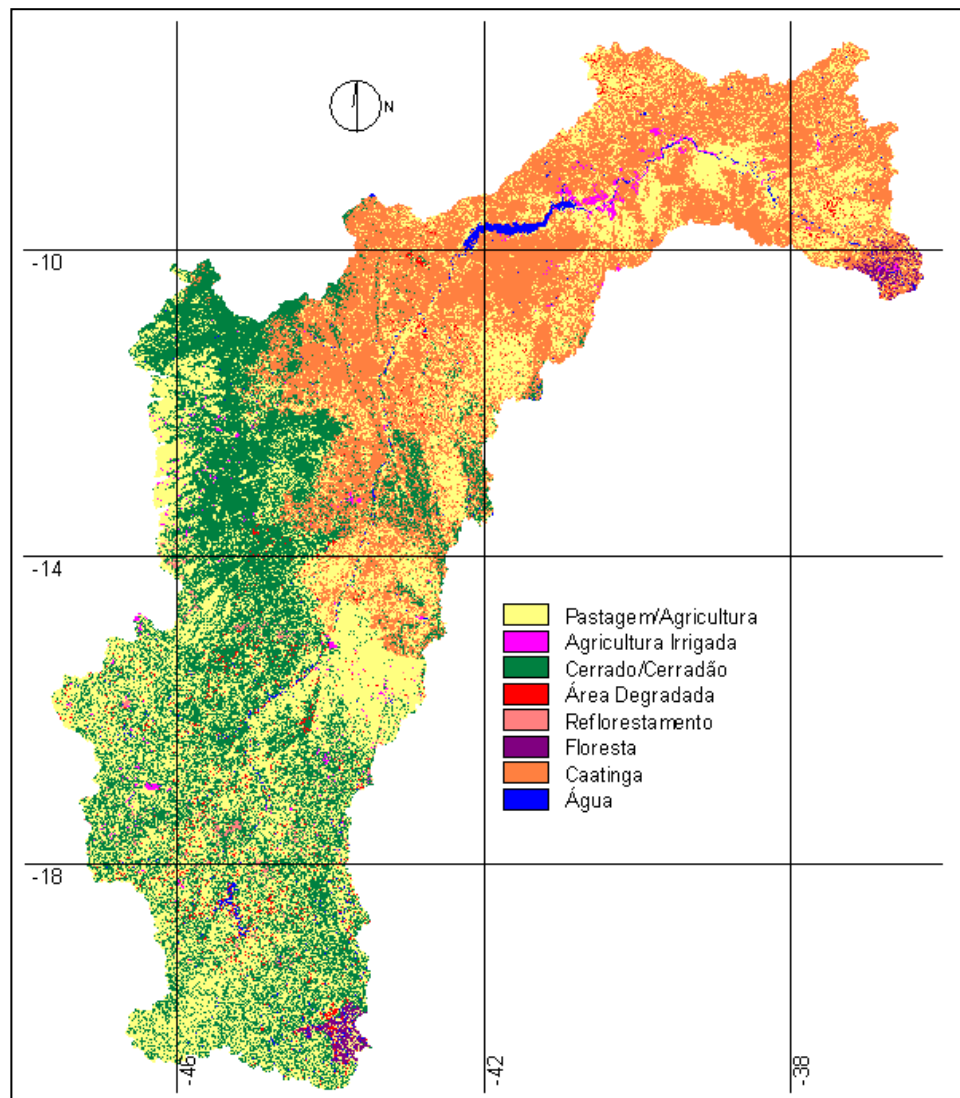 N
-10
-14
Pastagem/Agricultura
Agricultura Irrigada
Cerrado/Cerradão
Área Degradada
Reflorestamento
Floresta
Caatinga
Água
-18
-46
-42
-38